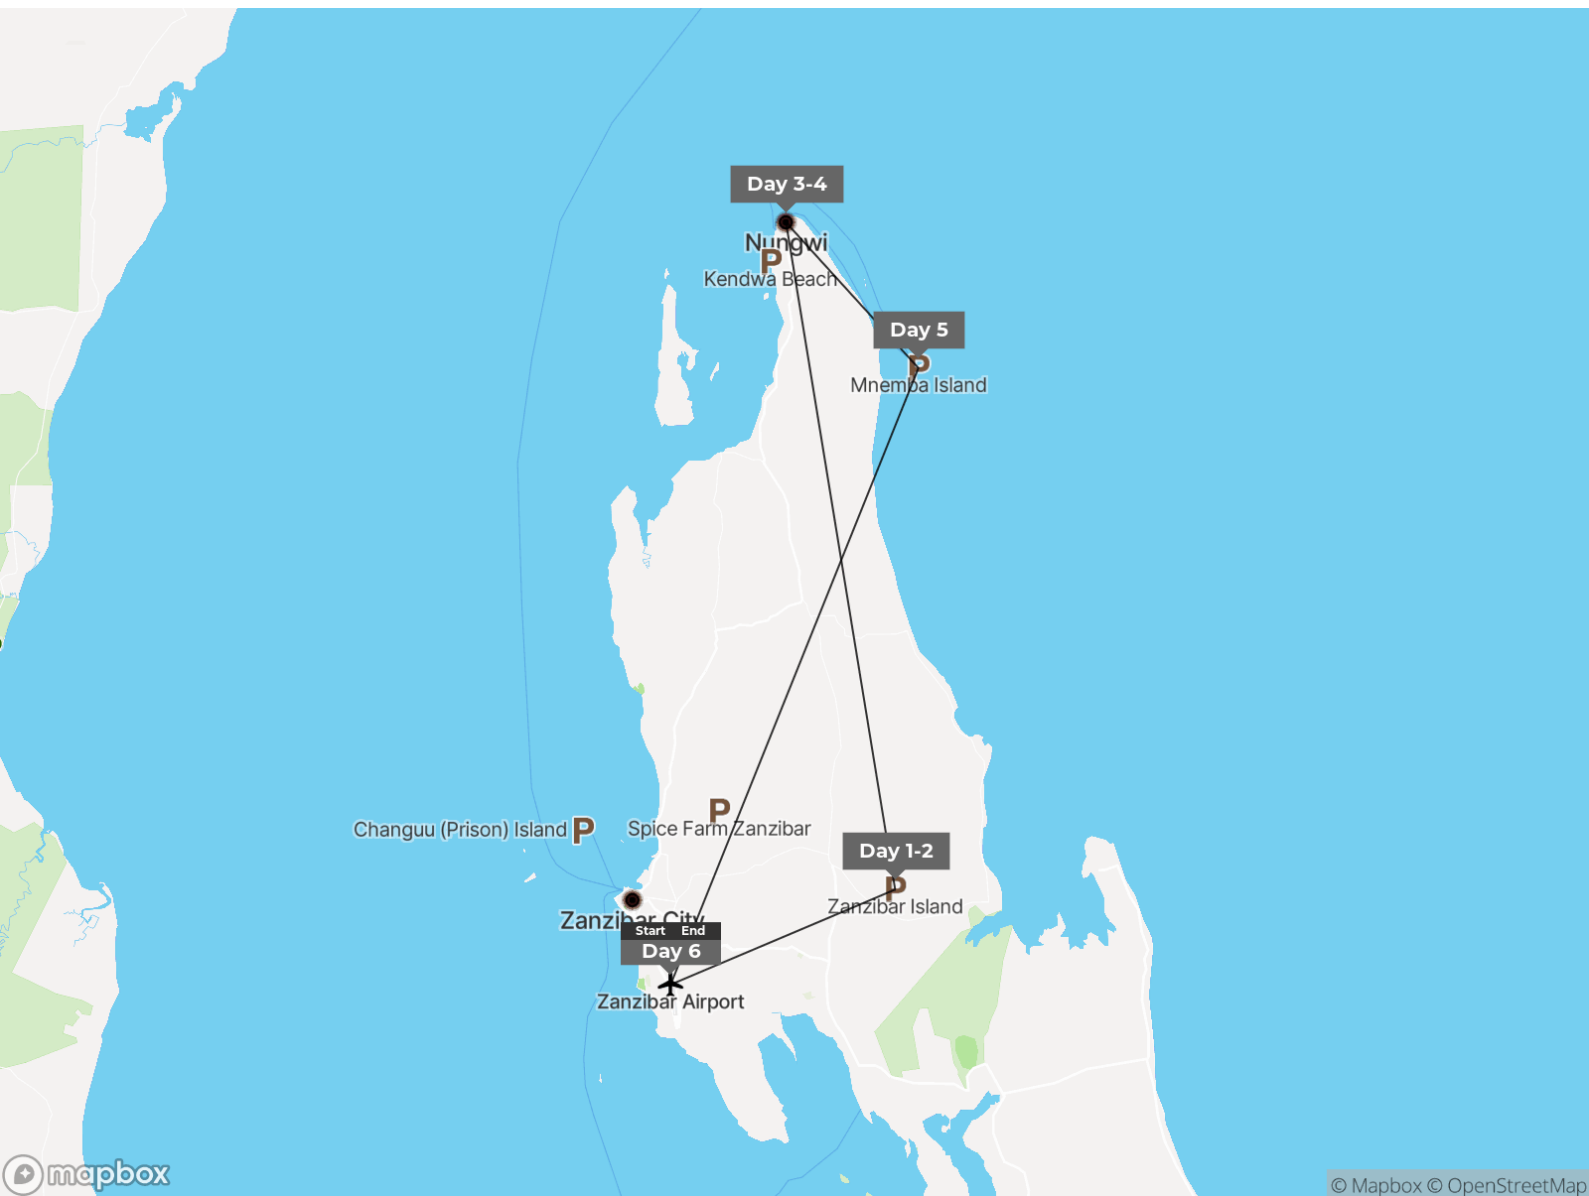 Day 3-4
Nungwi
P
Kendwa Beach
Day 5
P
Mnemba Island
P
Spice Farm Zanzibar
Changuu (Prison) Island P
Day 1-2
P
Zanzibar Island
Zanzibar City
Start End
Day 6
Zanzibar Airport
mapbox
© Mapbox © OpenStreetMap